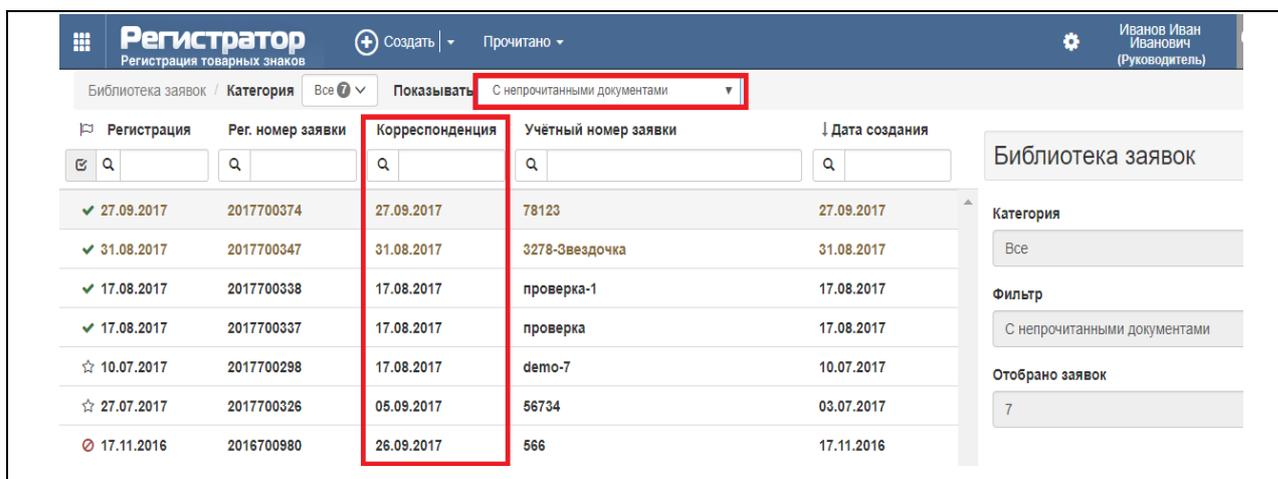 Регистратор
Регистрация товарных знаков
Создать
Прочитано
Иванов Иван
Иванович
(Руководитель)
Библиотека заявок / Категория Все 7 Показывать С непрочитанными документами
Регистрация Рег. номер заявки Корреспонденция Учётный номер заявки Дата создания
Библиотека заявок
27.09.2017 2017700374 27.09.2017 78123 27.09.2017
31.08.2017 2017700347 31.08.2017 3278-Звездочка 31.08.2017
17.08.2017 2017700338 17.08.2017 проверка-1 17.08.2017
17.08.2017 2017700337 17.08.2017 проверка 17.08.2017
10.07.2017 2017700298 17.08.2017 demo-7 10.07.2017
27.07.2017 2017700326 05.09.2017 56734 03.07.2017
17.11.2016 2016700980 26.09.2017 566 17.11.2016
Категория
Все
Фильтр
С непрочитанными документами
Отобрано заявок
7